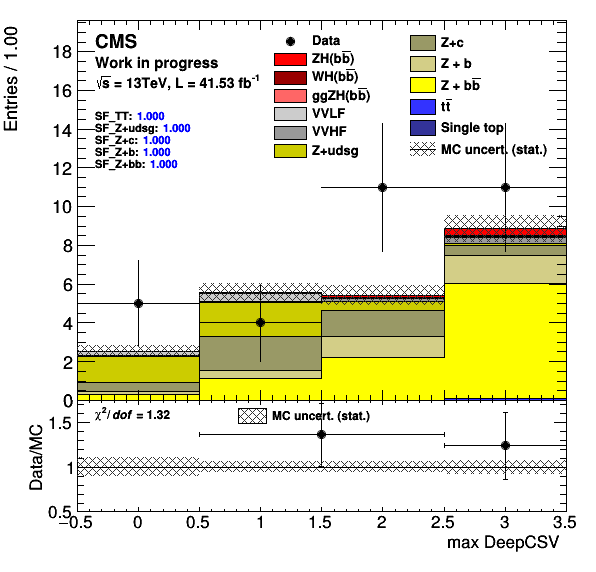 Entries / 1.00
18
16
14
12
10
8
6
4
2
0
CMS
Work in progress
√s = 13TeV, L = 41.53 fb⁻¹
SF_TT: 1.000
SF_Z+udsg: 1.000
SF_Z+c: 1.000
SF_Z+b: 1.000
SF_Z+bb: 1.000
Data
ZH(bb̅)
WH(bb̅)
ggZH(bb̅)
VVLF
VVHF
Z+udsg
Z+c
Z + b
Z + bb̅
tt̅
Single top
MC uncert. (stat.)
Data/MC
1.5
1
0.5
χ²/dof = 1.32
MC uncert. (stat.)
−0.5 0 0.5 1 1.5 2 2.5 3 3.5
max DeepCSV